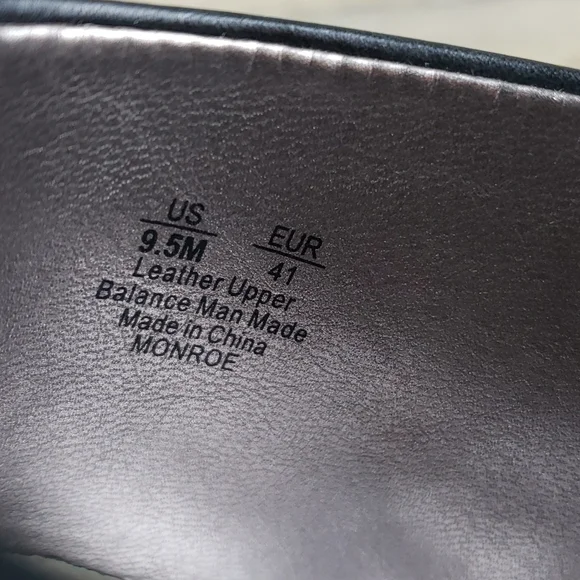 US EUR
9.5M 41
Leather Upper
Balance Man Made
Made in China
MONROE